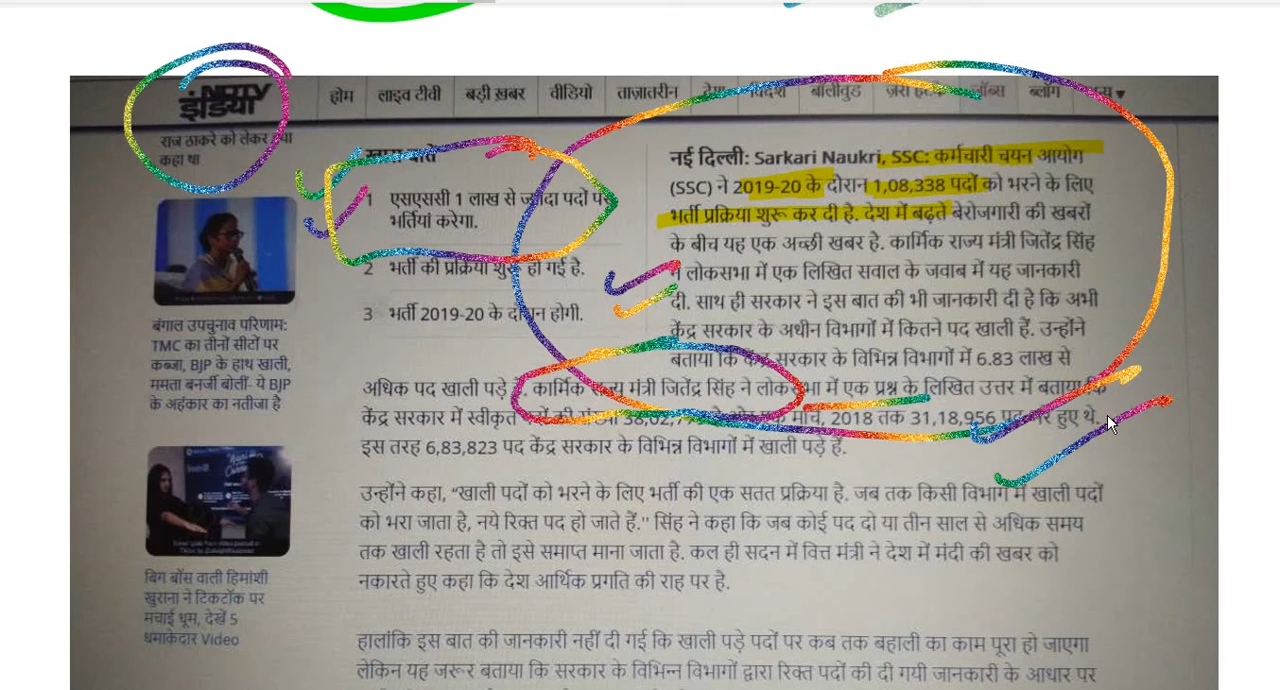 NDTV
इंडिया
होम लाइव टीवी बड़ी ख़बर वीडियो ताज़ातरीन देश विदेश बॉलीवुड ज़रा हटके जॉब्स ब्लॉग
राज ठाकरे को लेकर क्या
कहा था
बंगाल उपचुनाव परिणाम:
TMC का तीनों सीटों पर
कब्जा, BJP के हाथ खाली,
ममता बनर्जी बोलीं- ये BJP
के अहंकार का नतीजा है
बिग बॉस वाली हिमांशी
खुराना ने टिकटॉक पर
मचाई धूम, देखें 5
धमाकेदार Video
खास बातें
1 एसएससी 1 लाख से ज्यादा पदों पर
भर्तियां करेगा.
2 भर्ती की प्रक्रिया शुरू हो गई है.
3 भर्ती 2019-20 के दौरान होगी.
नई दिल्ली: Sarkari Naukri, SSC: कर्मचारी चयन आयोग
(SSC) ने 2019-20 के दौरान 1,08,338 पदों को भरने के लिए
भर्ती प्रक्रिया शुरू कर दी है. देश में बढ़ते बेरोजगारी की खबरों
के बीच यह एक अच्छी खबर है. कार्मिक राज्य मंत्री जितेंद्र सिंह
ने लोकसभा में एक लिखित सवाल के जवाब में यह जानकारी
दी. साथ ही सरकार ने इस बात की भी जानकारी दी है कि अभी
केंद्र सरकार के अधीन विभागों में कितने पद खाली हैं. उन्होंने
बताया कि केंद्र सरकार के विभिन्न विभागों में 6.83 लाख से
अधिक पद खाली पड़े हैं. कार्मिक राज्य मंत्री जितेंद्र सिंह ने लोकसभा में एक प्रश्न के लिखित उत्तर में बताया कि
केंद्र सरकार में स्वीकृत पदों की संख्या मार्च, 2018 तक 31,18,956 पद भरे हुए थे.
इस तरह 6,83,823 पद केंद्र सरकार के विभिन्न विभागों में खाली पड़े हैं.
उन्होंने कहा, "खाली पदों को भरने के लिए भर्ती की एक सतत प्रक्रिया है. जब तक किसी विभाग में खाली पदों
को भरा जाता है, नये रिक्त पद हो जाते हैं." सिंह ने कहा कि जब कोई पद दो या तीन साल से अधिक समय
तक खाली रहता है तो इसे समाप्त माना जाता है. कल ही सदन में वित्त मंत्री ने देश में मंदी की खबर को
नकारते हुए कहा कि देश आर्थिक प्रगति की राह पर है.
हालांकि इस बात की जानकारी नहीं दी गई कि खाली पड़े पदों पर कब तक बहाली का काम पूरा हो जाएगा
लेकिन यह जरूर बताया कि सरकार के विभिन्न विभागों द्वारा रिक्त पदों की दी गयी जानकारी के आधार पर